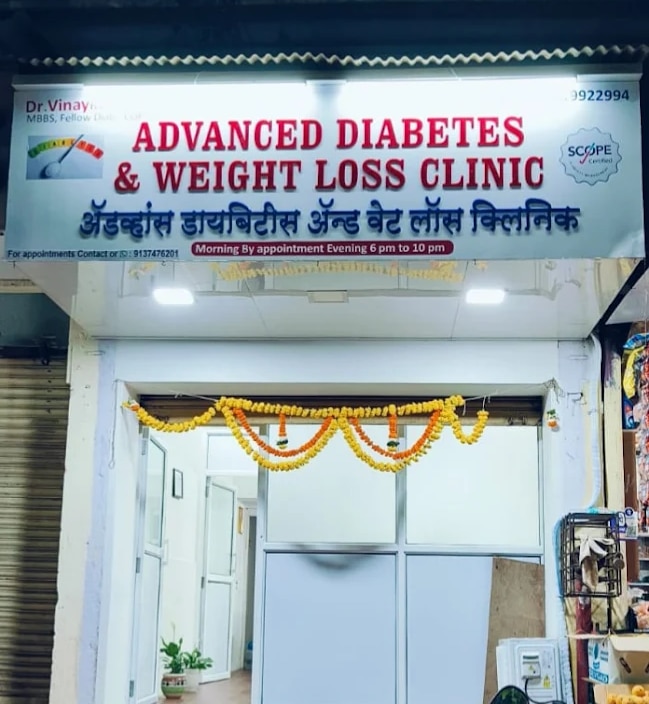 Dr.Vinay
MBBS, Fellow
9922994
ADVANCED DIABETES
& WEIGHT LOSS CLINIC
SCOPE
Certified
ॲडव्हांस डायबिटीस ॲन्ड वेट लॉस क्लिनिक
Morning By appointment Evening 6 pm to 10 pm
For appointments Contact or : 9137476201